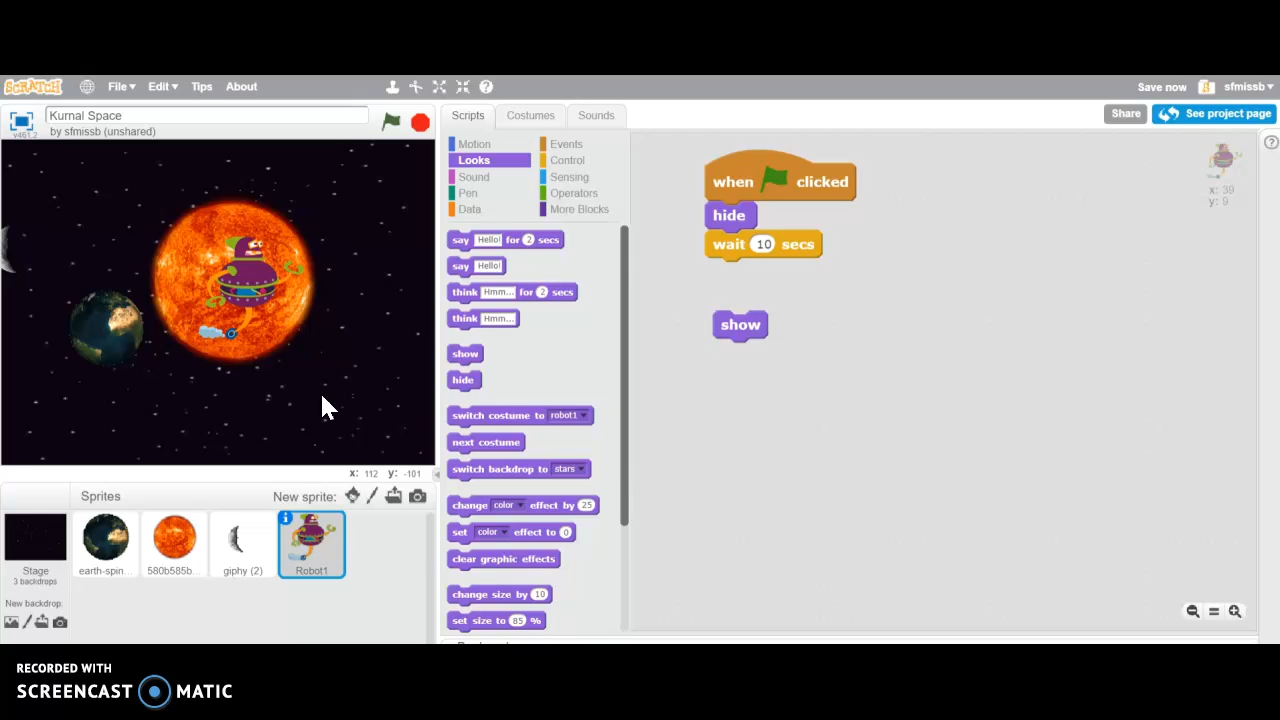 SCRATCH File Edit Tips About Save now sfmissb
Kurnal Space
v461.2 by sfmissb (unshared)
Scripts Costumes Sounds Share See project page
Motion Events
Looks Control
Sound Sensing
Pen Operators
Data More Blocks
say Hello! for 2 secs
say Hello!
think Hmm... for 2 secs
think Hmm...
show
hide
switch costume to robot1
next costume
switch backdrop to stars
change color effect by 25
set color effect to 0
clear graphic effects
change size by 10
set size to 85 %
when clicked
hide
wait 10 secs
show
x: 39
y: 9
x: 112 y: -101
Sprites New sprite:
Stage
3 backdrops
New backdrop:
earth-spin...
580b585b...
giphy (2)
Robot1
RECORDED WITH
SCREENCAST MATIC